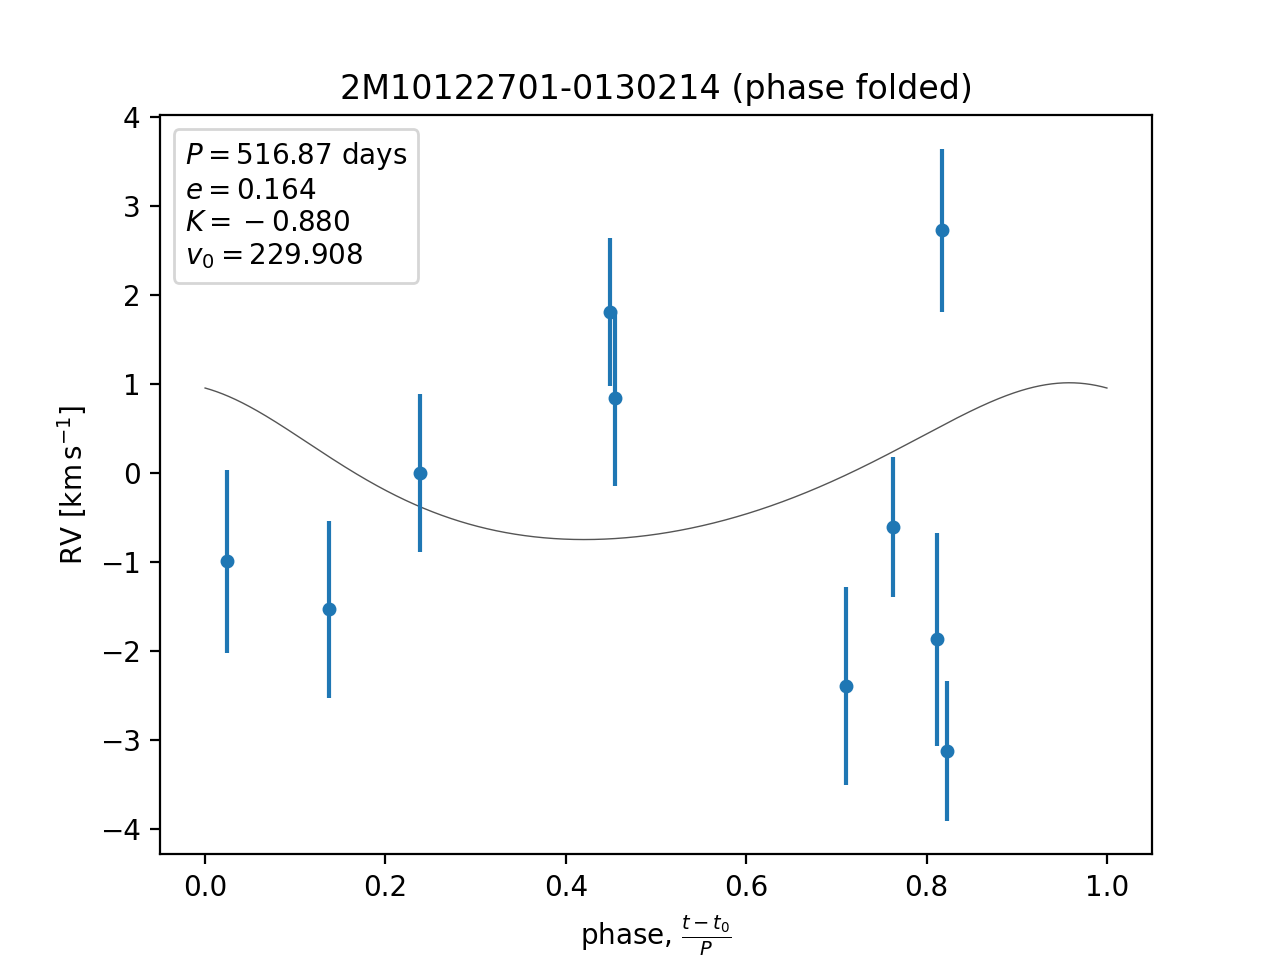 2M10122701-0130214 (phase folded)
P = 516.87 days
e = 0.164
K = −0.880
v₀ = 229.908
4
3
2
1
0
−1
−2
−3
−4
RV [km s⁻¹]
0.0 0.2 0.4 0.6 0.8 1.0
phase, (t − t₀)/P